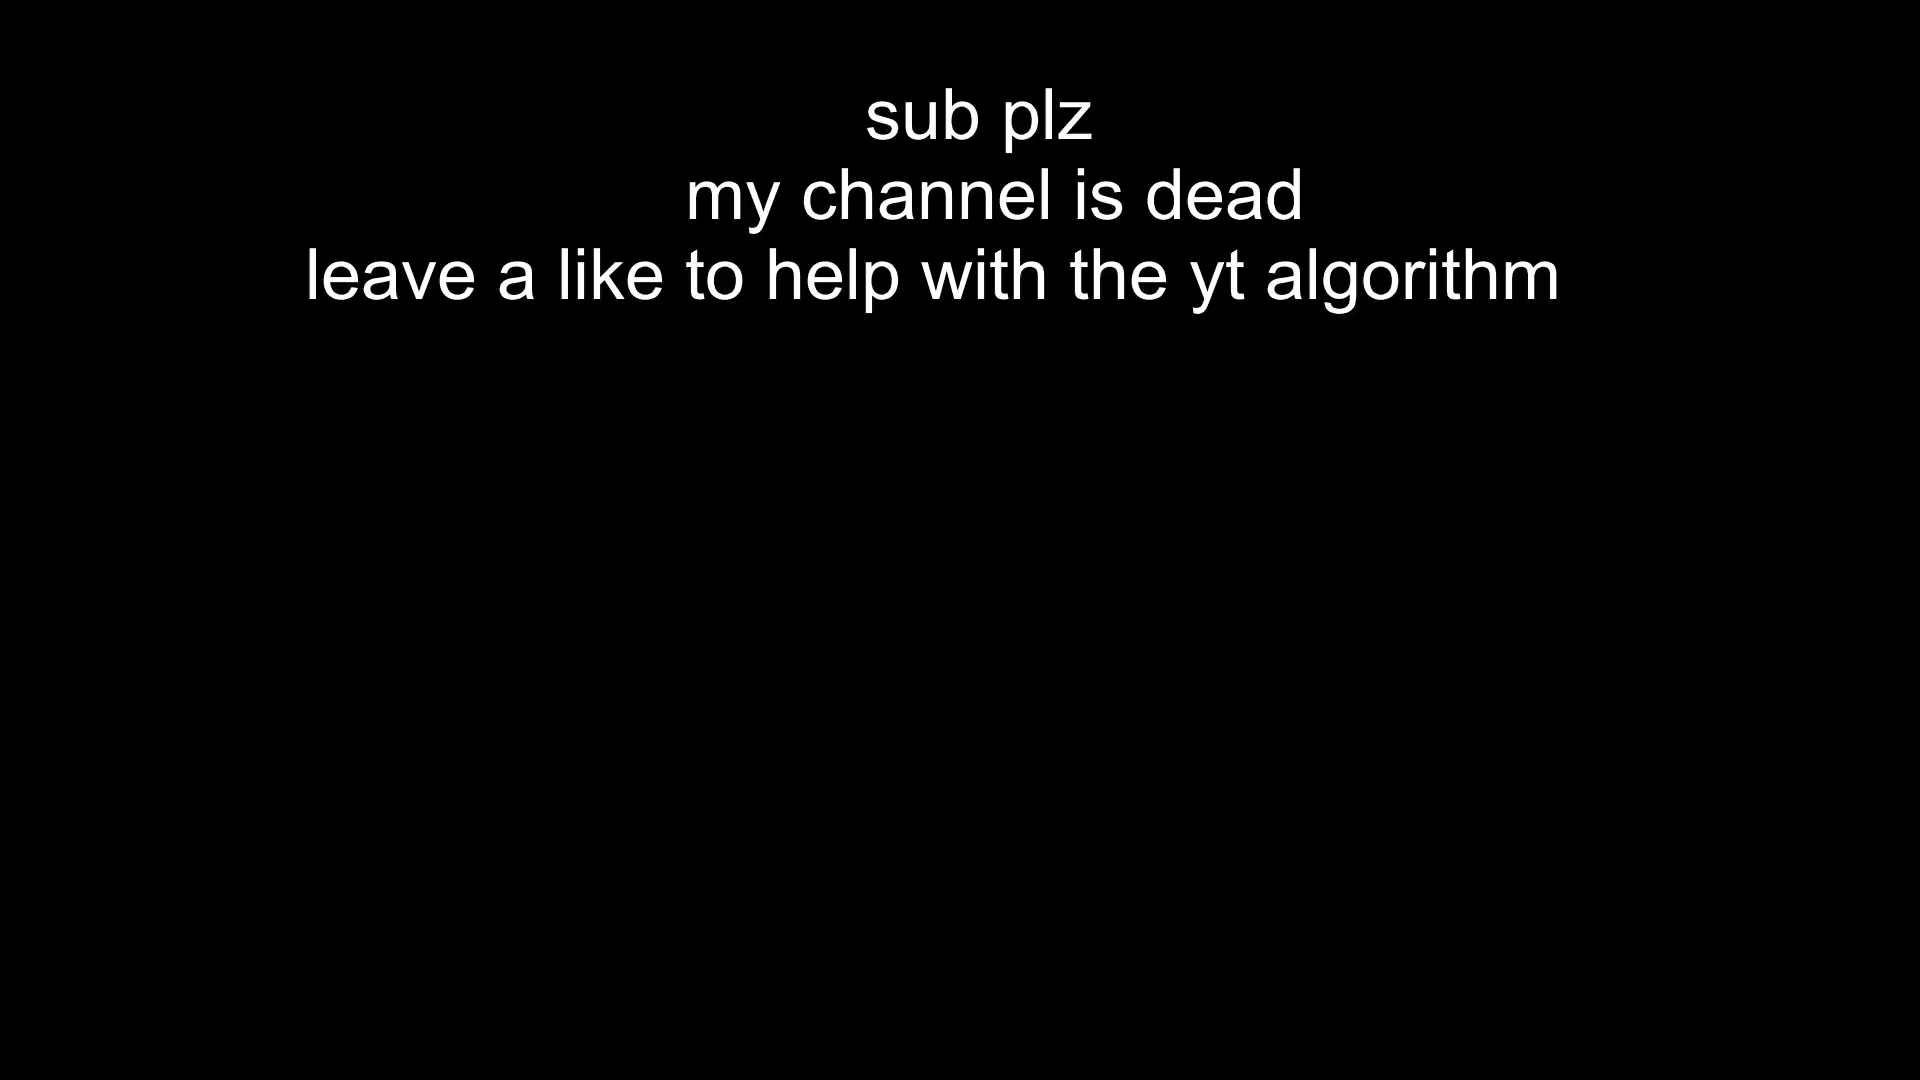 sub plz
my channel is dead
leave a like to help with the yt algorithm